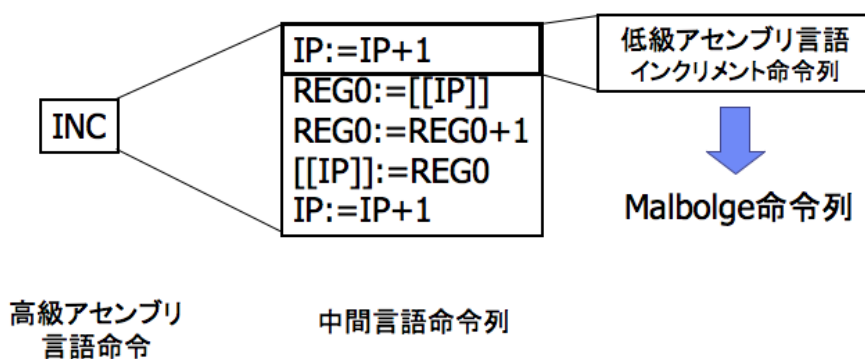 INC
IP:=IP+1
REG0:=[[IP]]
REG0:=REG0+1
[[IP]]:=REG0
IP:=IP+1
低級アセンブリ言語
インクリメント命令列
Malbolge命令列
高級アセンブリ
言語命令
中間言語命令列